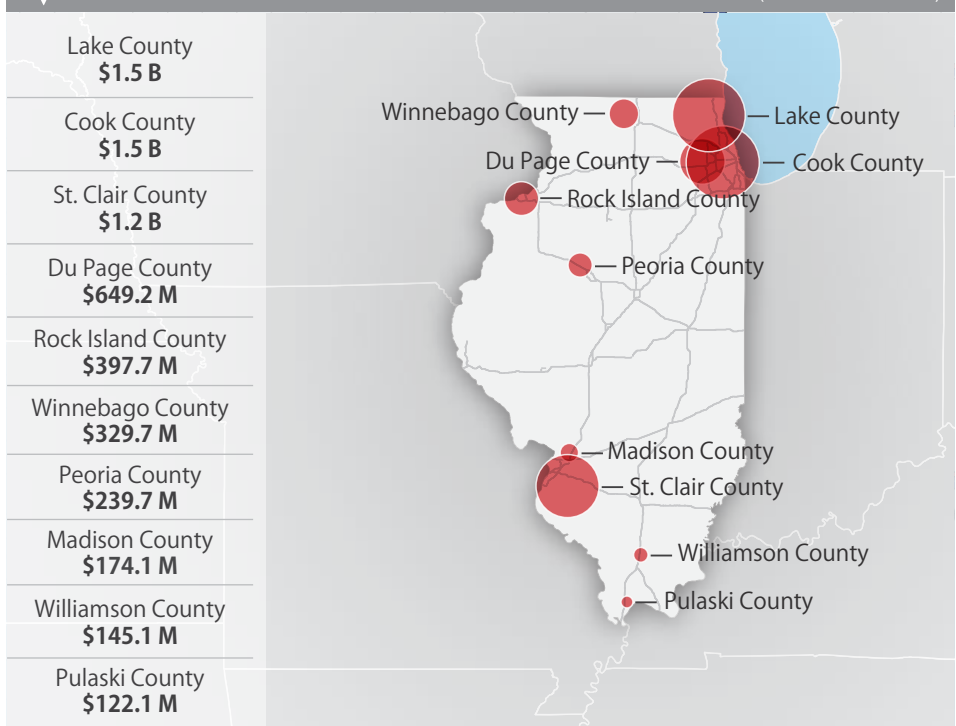 Lake County
$1.5 B
Cook County
$1.5 B
St. Clair County
$1.2 B
Du Page County
$649.2 M
Rock Island County
$397.7 M
Winnebago County
$329.7 M
Peoria County
$239.7 M
Madison County
$174.1 M
Williamson County
$145.1 M
Pulaski County
$122.1 M
Winnebago County
Lake County
Du Page County
Cook County
Rock Island County
Peoria County
Madison County
St. Clair County
Williamson County
Pulaski County